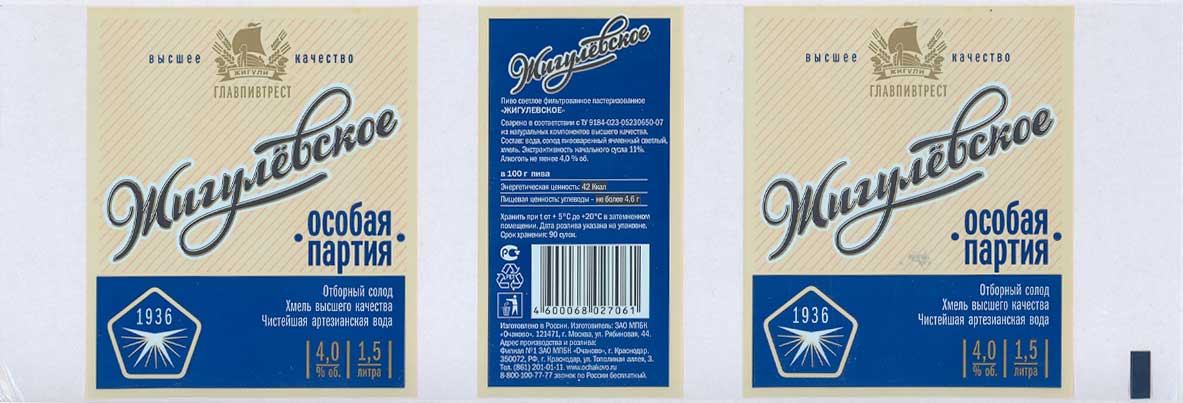 высшее качество
ЖИГУЛИ
ГЛАВПИВТРЕСТ
Жигулёвское
• особая •
партия
Отборный солод
Хмель высшего качества
Чистейшая артезианская вода
1936
4,0 % об.
1,5 литра
Жигулёвское
Пиво светлое фильтрованное пастеризованное
«ЖИГУЛЕВСКОЕ»
Сварено в соответствии с ТУ 9184-023-05230650-07
из натуральных компонентов высшего качества.
Состав: вода, солод пивоваренный ячменный светлый,
хмель. Экстрактивность начального сусла 11%.
Алкоголь не менее 4,0 % об.
в 100 г пива
Энергетическая ценность: 42 Ккал
Пищевая ценность: углеводы – не более 4,6 г
Хранить при t от + 5°C до +20°C в затемненном
помещении. Дата розлива указана на упаковке.
Срок хранения: 90 суток.
4 600068 027061
Изготовлено в России. Изготовитель: ЗАО МПБК
«Очаково». 121471, г. Москва, ул. Рябиновая, 44.
Адрес производства и розлива:
Филиал №1 ЗАО МПБК «Очаково», г. Краснодар.
350072, РФ, г. Краснодар, ул. Тополиная аллея, 3.
Тел. (861) 201-01-11. www.ochakovo.ru
8-800-100-77-77 звонок по России бесплатный.
высшее качество
ЖИГУЛИ
ГЛАВПИВТРЕСТ
Жигулёвское
• особая •
партия
Отборный солод
Хмель высшего качества
Чистейшая артезианская вода
1936
4,0 % об.
1,5 литра